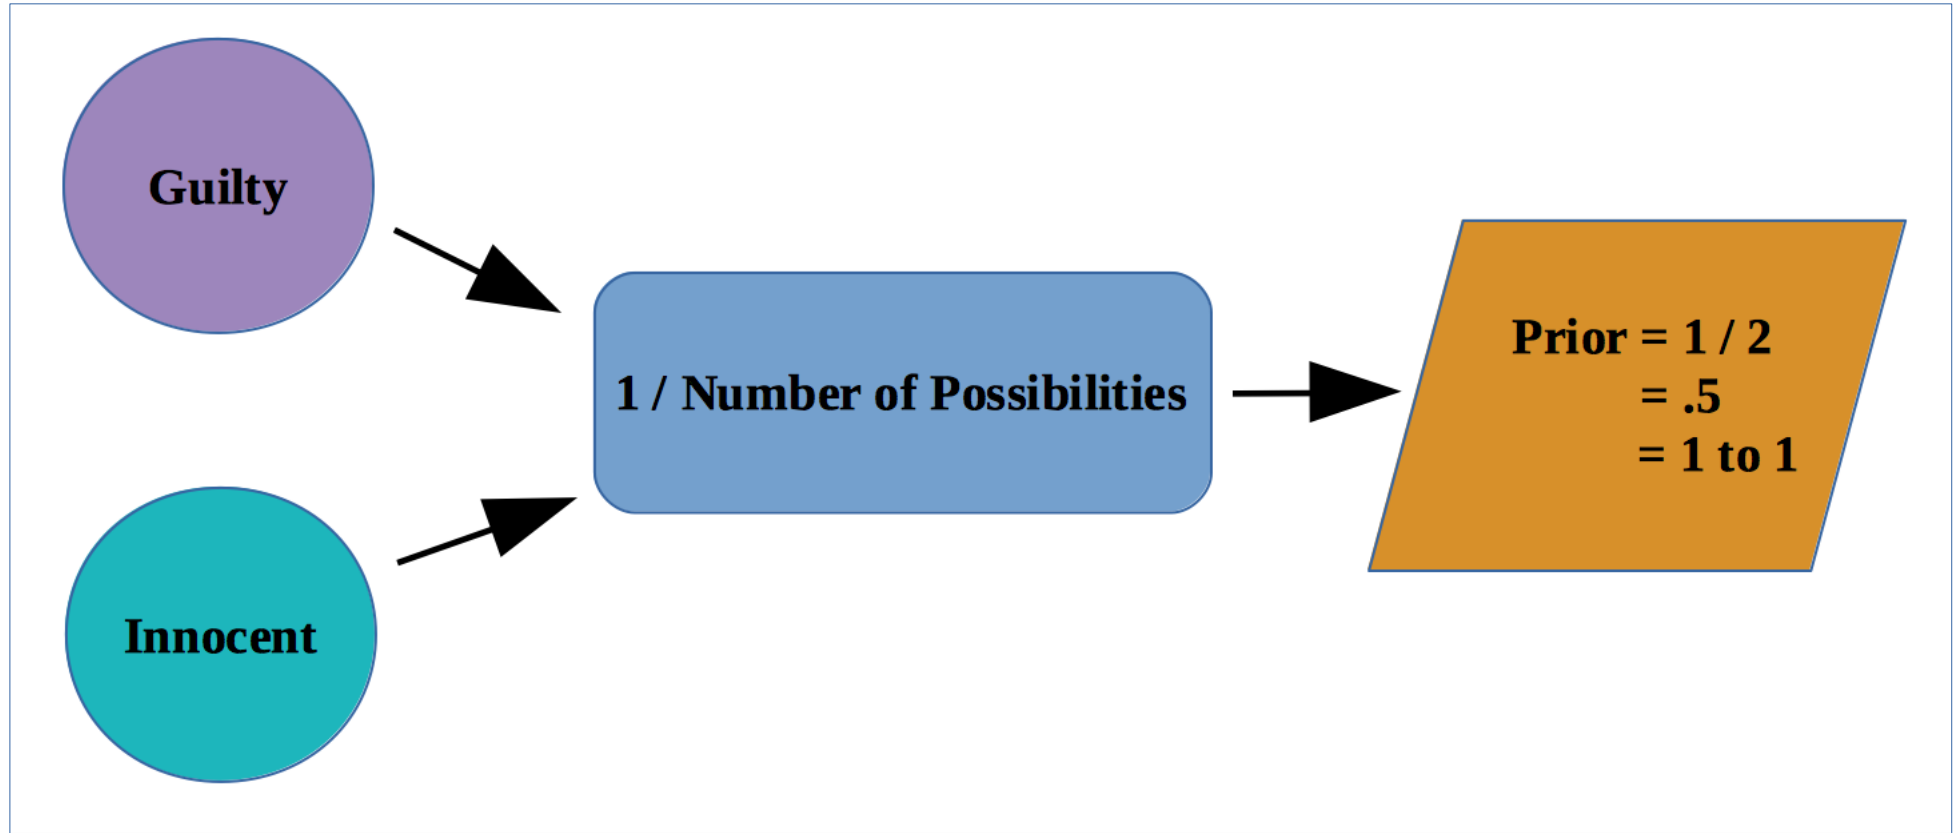 Guilty
Innocent
1 / Number of Possibilities
Prior = 1 / 2
= .5
= 1 to 1